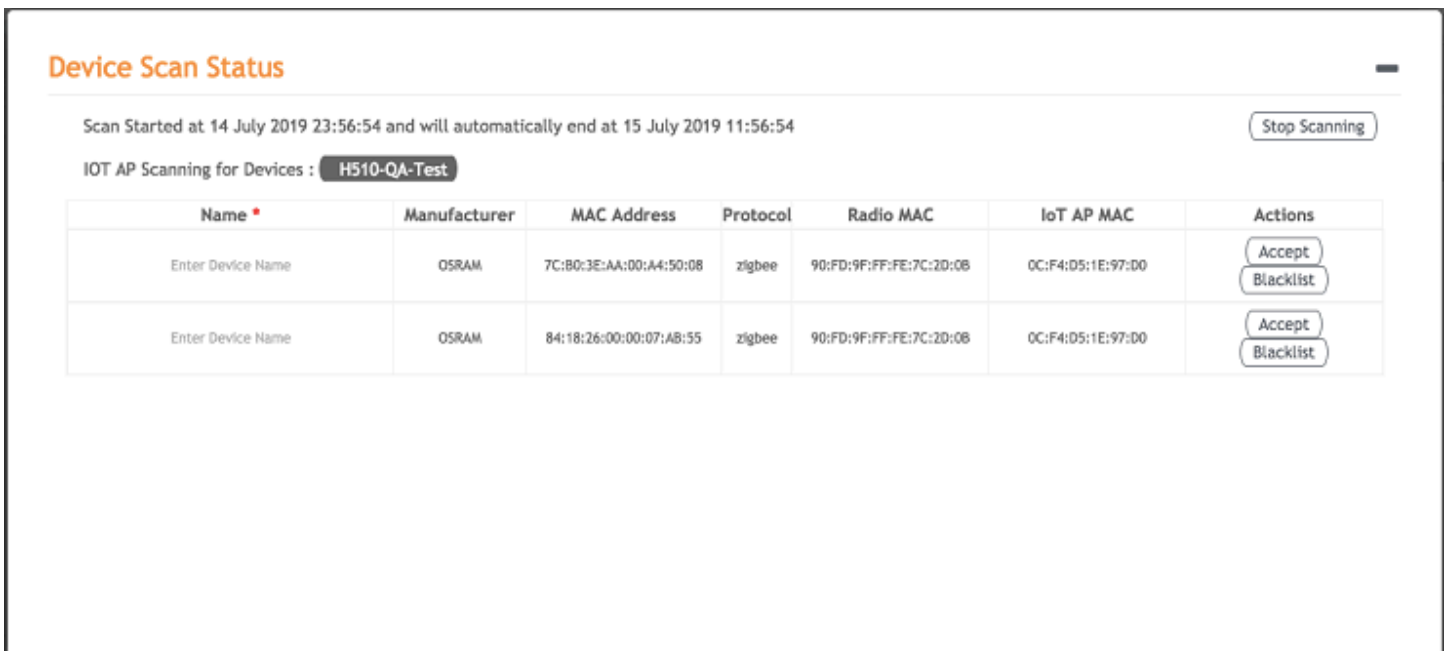 Device Scan Status
Scan Started at 14 July 2019 23:56:54 and will automatically end at 15 July 2019 11:56:54
Stop Scanning
IOT AP Scanning for Devices : H510-QA-Test
Name * Manufacturer MAC Address Protocol Radio MAC IoT AP MAC Actions
Enter Device Name OSRAM 7C:B0:3E:AA:00:A4:50:08 zigbee 90:FD:9F:FF:FE:7C:2D:0B 0C:F4:D5:1E:97:D0 Accept
Blacklist
Enter Device Name OSRAM 84:18:26:00:00:07:AB:55 zigbee 90:FD:9F:FF:FE:7C:2D:0B 0C:F4:D5:1E:97:D0 Accept
Blacklist